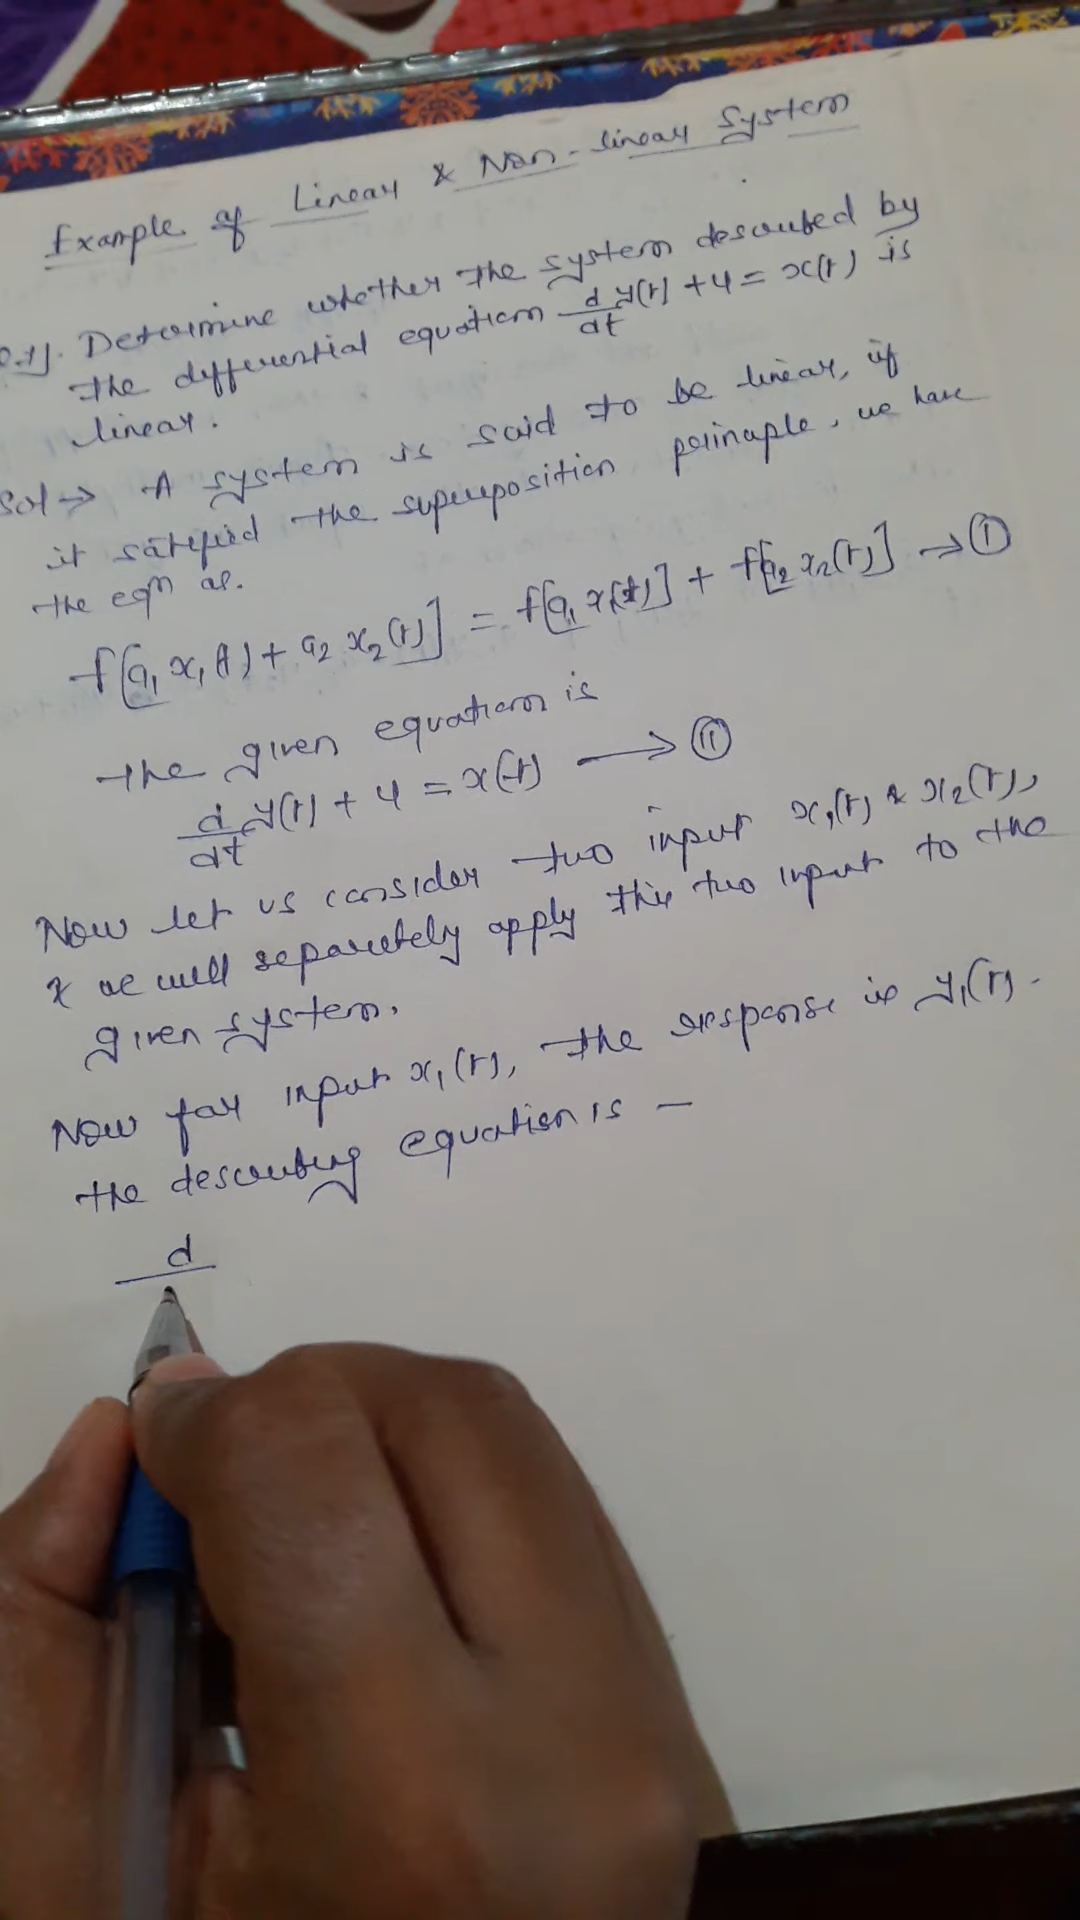 Example of Linear & Non-linear System
Q.1). Determine whether the system described by
the differential equation d/dt y(t) + 4 = x(t) is
linear.
Sol → A system is said to be linear, if
it satisfied the superposition principle, we have
the eqn as.
f[a₁ x₁(t) + a₂ x₂(t)] = f[a₁ x₁(t)] + f[a₂ x₂(t)] → (I)
the given equation is
d/dt y(t) + 4 = x(t) → (II)
Now let us consider two input x₁(t) & x₂(t),
& we will separately apply this two input to the
given system.
Now for input x₁(t), the response is y₁(t).
the describing equation is —
d